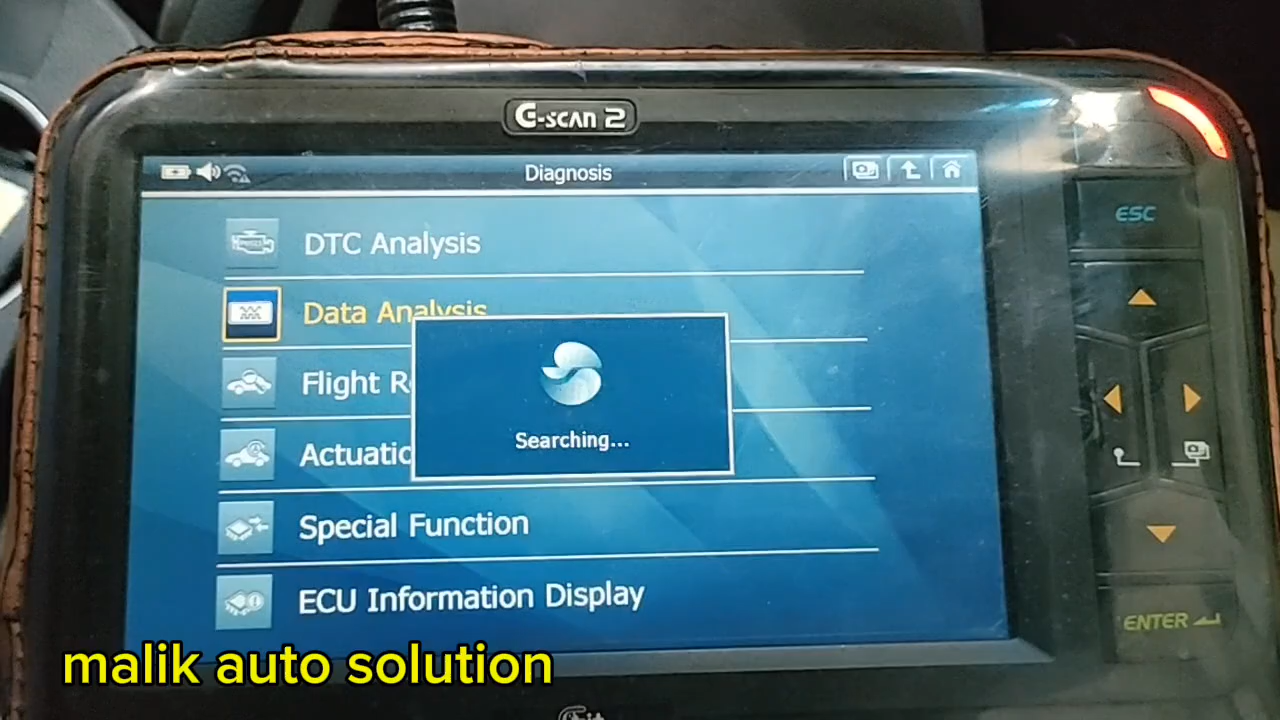 G-scan 2
Diagnosis
DTC Analysis
Data Analysis
Flight R
Actuatio
Searching...
Special Function
ECU Information Display
ESC
ENTER
malik auto solution